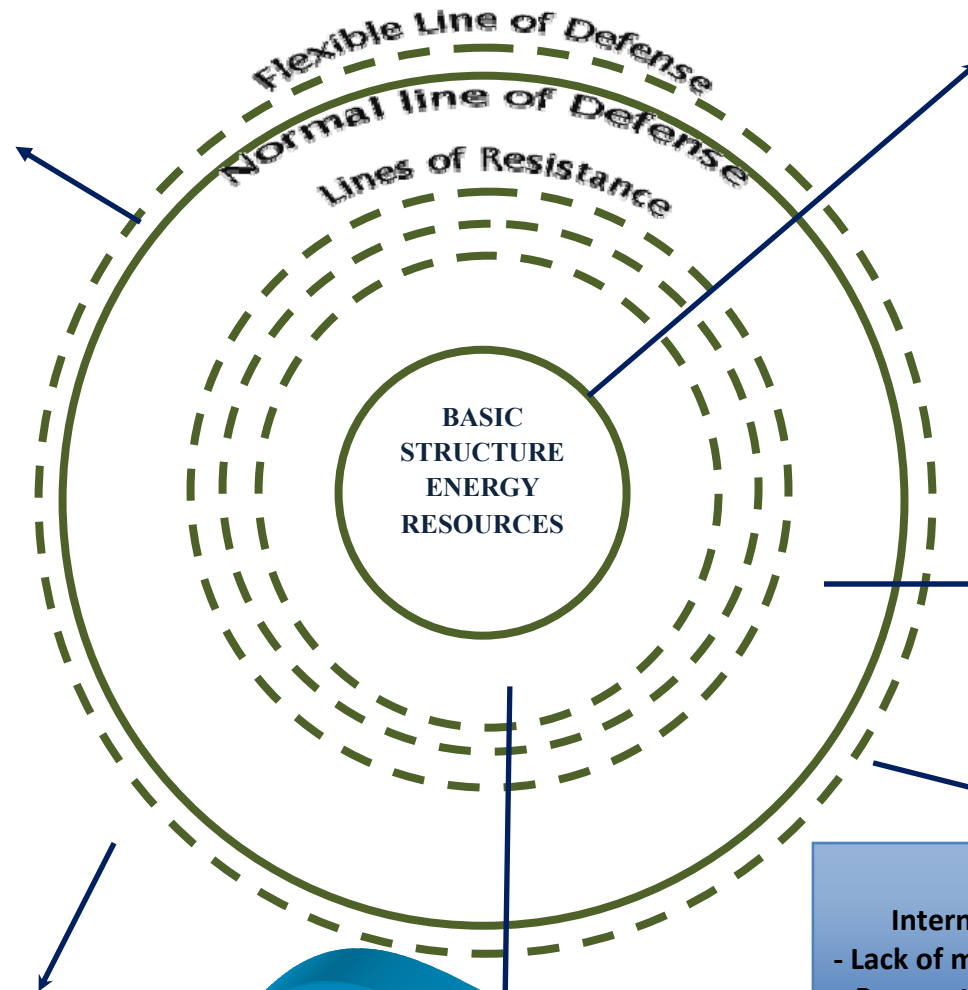 Flexible Line of Defense
Normal line of Defense
Lines of Resistance
BASIC
STRUCTURE
ENERGY
RESOURCES
Intern
- Lack of m